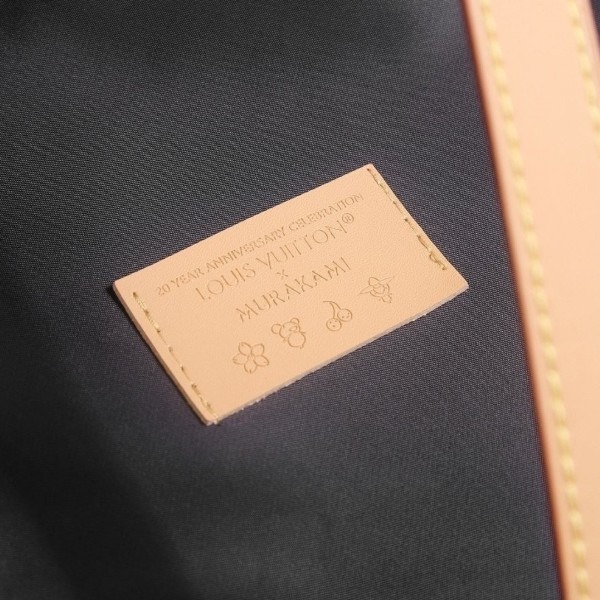 20 YEAR ANNIVERSARY CELEBRATION
LOUIS VUITTON®
×
MURAKAMI